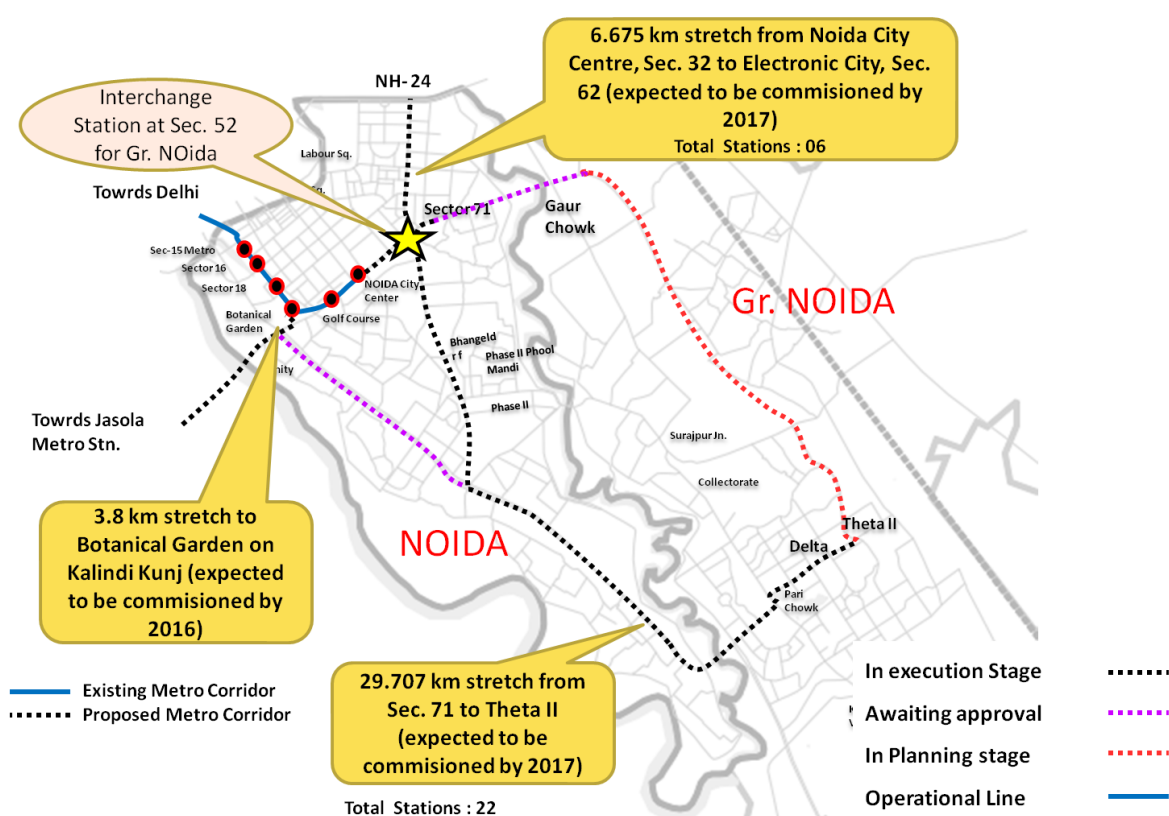 6.675 km stretch from Noida City
Centre, Sec. 32 to Electronic City, Sec.
62 (expected to be commisioned by
2017)
Total Stations : 06
NH- 24
Interchange
Station at Sec. 52
for Gr. NOida
Labour Sq.
Towrds Delhi
Sector 71
Gaur
Chowk
Sec-15 Metro
Sector 16
Sector 18
NOIDA City
Center
Botanical
Garden
Golf Course
Gr. NOIDA
Bhangeld
Phase II Phool
Mandi
Phase II
Towrds Jasola
Metro Stn.
Surajpur Jn.
Collectorate
3.8 km stretch to
Botanical Garden on
Kalindi Kunj (expected
to be commisioned by
2016)
NOIDA
Theta II
Delta
Pari
Chowk
29.707 km stretch from
Sec. 71 to Theta II
(expected to be
commisioned by 2017)
Total Stations : 22
Existing Metro Corridor
Proposed Metro Corridor
In execution Stage
Awaiting approval
In Planning stage
Operational Line